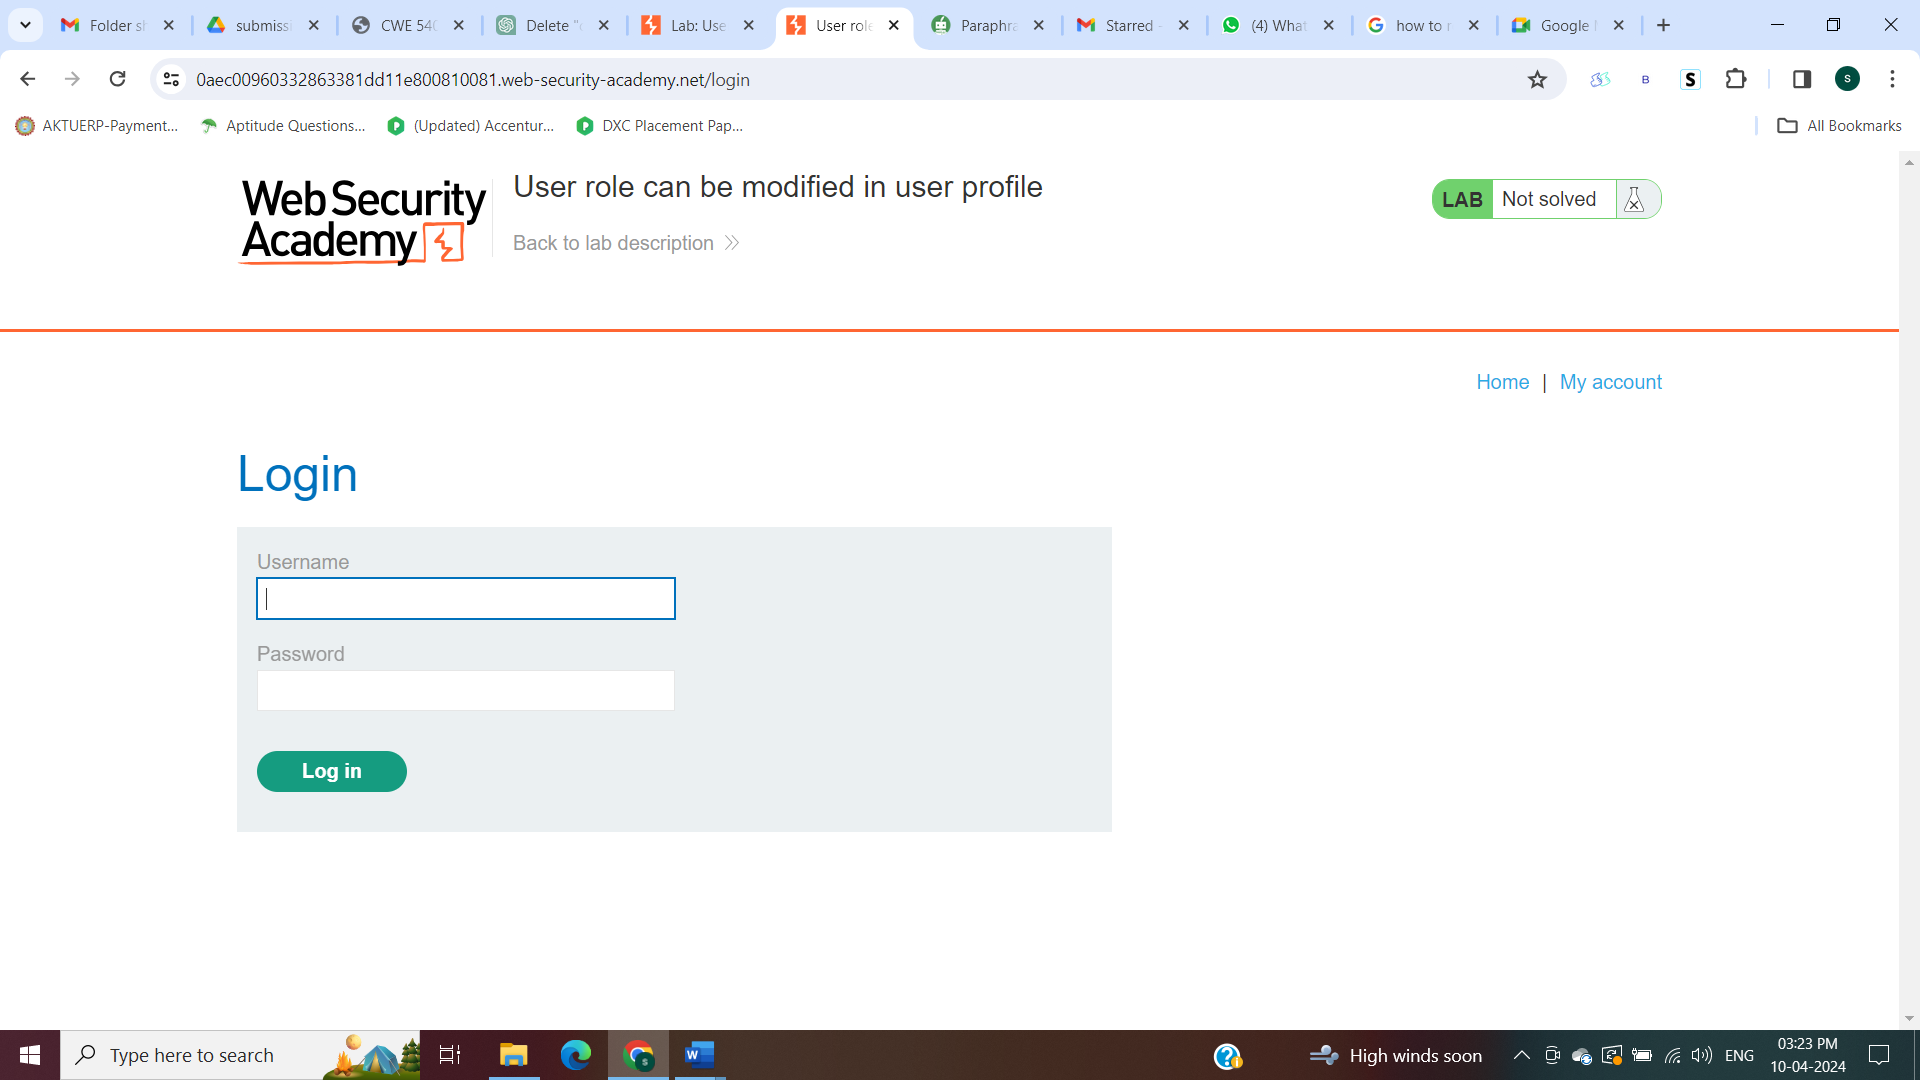 Folder sh
submissi
CWE 540
Delete "c
Lab: Use
User role
Paraphra
Starred -
(4) What
how to r
Google
0aec00960332863381dd11e800810081.web-security-academy.net/login
S
B
S
AKTUERP-Payment...
Aptitude Questions...
(Updated) Accentur...
DXC Placement Pap...
All Bookmarks
Web Security
Academy
User role can be modified in user profile
Back to lab description
LAB
Not solved
Home | My account
Login
Username
Password
Log in
Type here to search
High winds soon
ENG
03:23 PM
10-04-2024